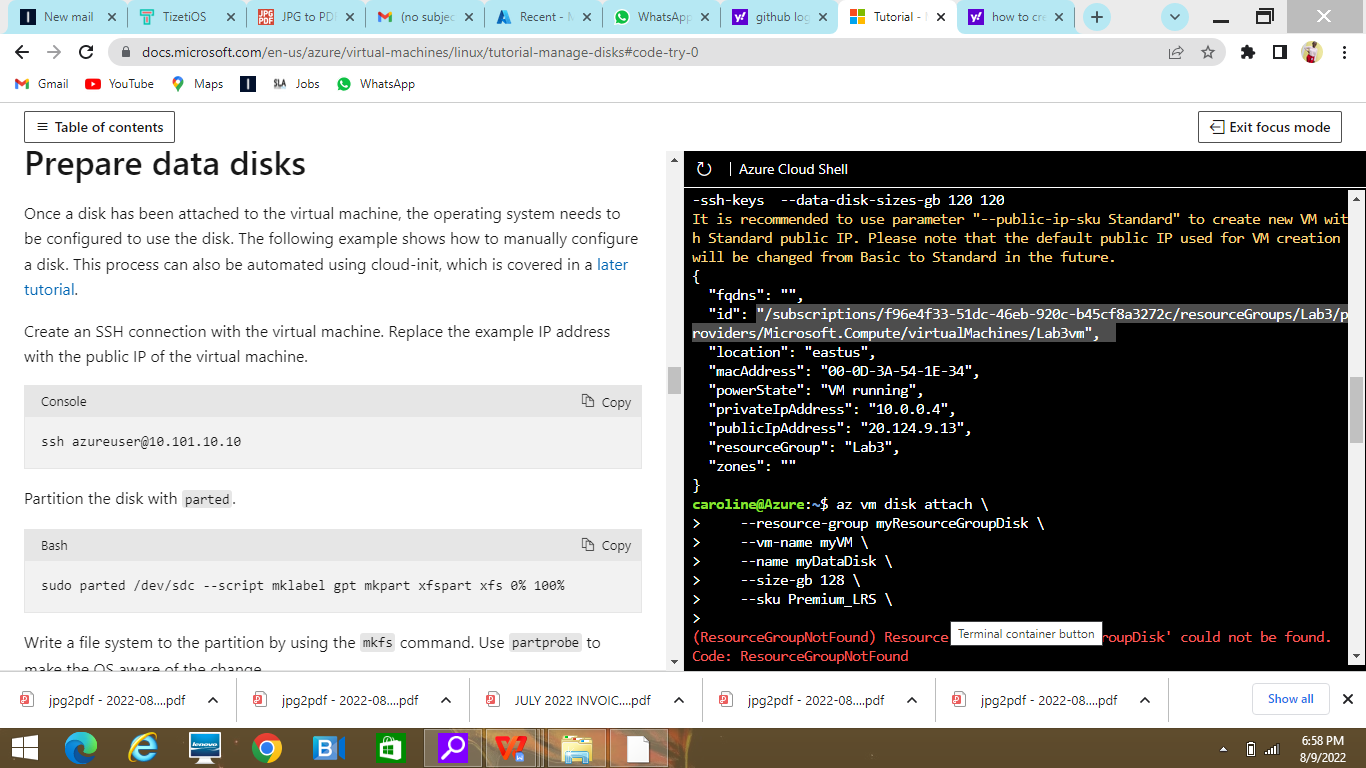 New mail
TizetiOS
JPG to PDF
(no subjec
Recent - M
WhatsApp
github log
Tutorial -
how to cre
docs.microsoft.com/en-us/azure/virtual-machines/linux/tutorial-manage-disks#code-try-0
Gmail
YouTube
Maps
SLA Jobs
WhatsApp
Table of contents
Exit focus mode
Prepare data disks
Once a disk has been attached to the virtual machine, the operating system needs to
be configured to use the disk. The following example shows how to manually configure
a disk. This process can also be automated using cloud-init, which is covered in a later
tutorial.
Create an SSH connection with the virtual machine. Replace the example IP address
with the public IP of the virtual machine.
Console
Copy
ssh azureuser@10.101.10.10
Partition the disk with parted.
Bash
Copy
sudo parted /dev/sdc --script mklabel gpt mkpart xfspart xfs 0% 100%
Write a file system to the partition by using the mkfs command. Use partprobe to
make the OS aware of the change.
Azure Cloud Shell
-ssh-keys  --data-disk-sizes-gb 120 120
It is recommended to use parameter "--public-ip-sku Standard" to create new VM wit
h Standard public IP. Please note that the default public IP used for VM creation
will be changed from Basic to Standard in the future.
{
"fqdns": "",
"id": "/subscriptions/f96e4f33-51dc-46eb-920c-b45cf8a3272c/resourceGroups/Lab3/p
roviders/Microsoft.Compute/virtualMachines/Lab3vm",
"location": "eastus",
"macAddress": "00-0D-3A-54-1E-34",
"powerState": "VM running",
"privateIpAddress": "10.0.0.4",
"publicIpAddress": "20.124.9.13",
"resourceGroup": "Lab3",
"zones": ""
}
caroline@Azure:~$ az vm disk attach \
>     --resource-group myResourceGroupDisk \
>     --vm-name myVM \
>     --name myDataDisk \
>     --size-gb 128 \
>     --sku Premium_LRS \
>
(ResourceGroupNotFound) Resource roupDisk' could not be found.
Terminal container button
Code: ResourceGroupNotFound
jpg2pdf - 2022-08....pdf
jpg2pdf - 2022-08....pdf
JULY 2022 INVOIC....pdf
jpg2pdf - 2022-08....pdf
jpg2pdf - 2022-08....pdf
Show all
lenovo
6:58 PM
8/9/2022